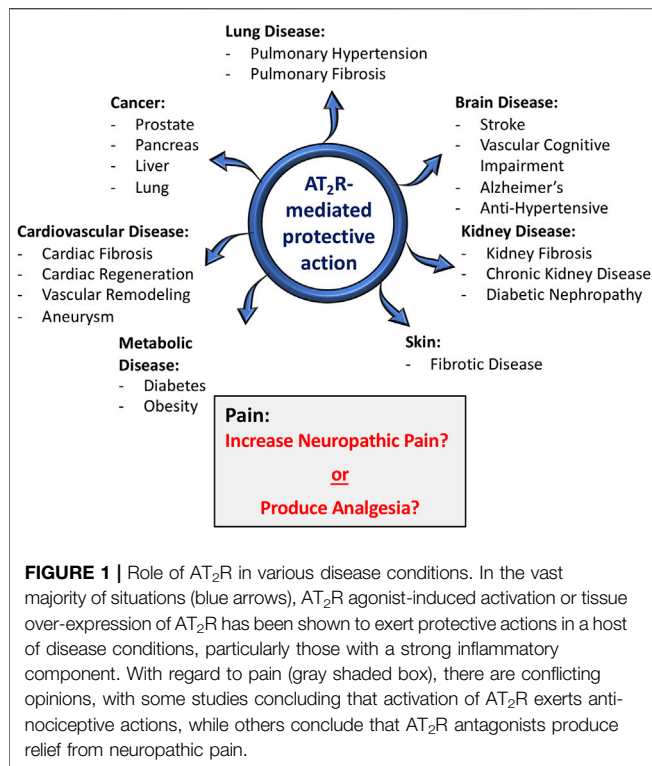 Lung Disease:
- Pulmonary Hypertension
- Pulmonary Fibrosis
Cancer:
- Prostate
- Pancreas
- Liver
- Lung
Brain Disease:
- Stroke
- Vascular Cognitive
Impairment
- Alzheimer's
- Anti-Hypertensive
AT₂R-
mediated
protective
action
Cardiovascular Disease:
- Cardiac Fibrosis
- Cardiac Regeneration
- Vascular Remodeling
- Aneurysm
Kidney Disease:
- Kidney Fibrosis
- Chronic Kidney Disease
- Diabetic Nephropathy
Metabolic
Disease:
- Diabetes
- Obesity
Skin:
- Fibrotic Disease
Pain:
Increase Neuropathic Pain?
or
Produce Analgesia?
FIGURE 1 | Role of AT₂R in various disease conditions. In the vast
majority of situations (blue arrows), AT₂R agonist-induced activation or tissue
over-expression of AT₂R has been shown to exert protective actions in a host
of disease conditions, particularly those with a strong inflammatory
component. With regard to pain (gray shaded box), there are conflicting
opinions, with some studies concluding that activation of AT₂R exerts anti-
nociceptive actions, while others conclude that AT₂R antagonists produce
relief from neuropathic pain.